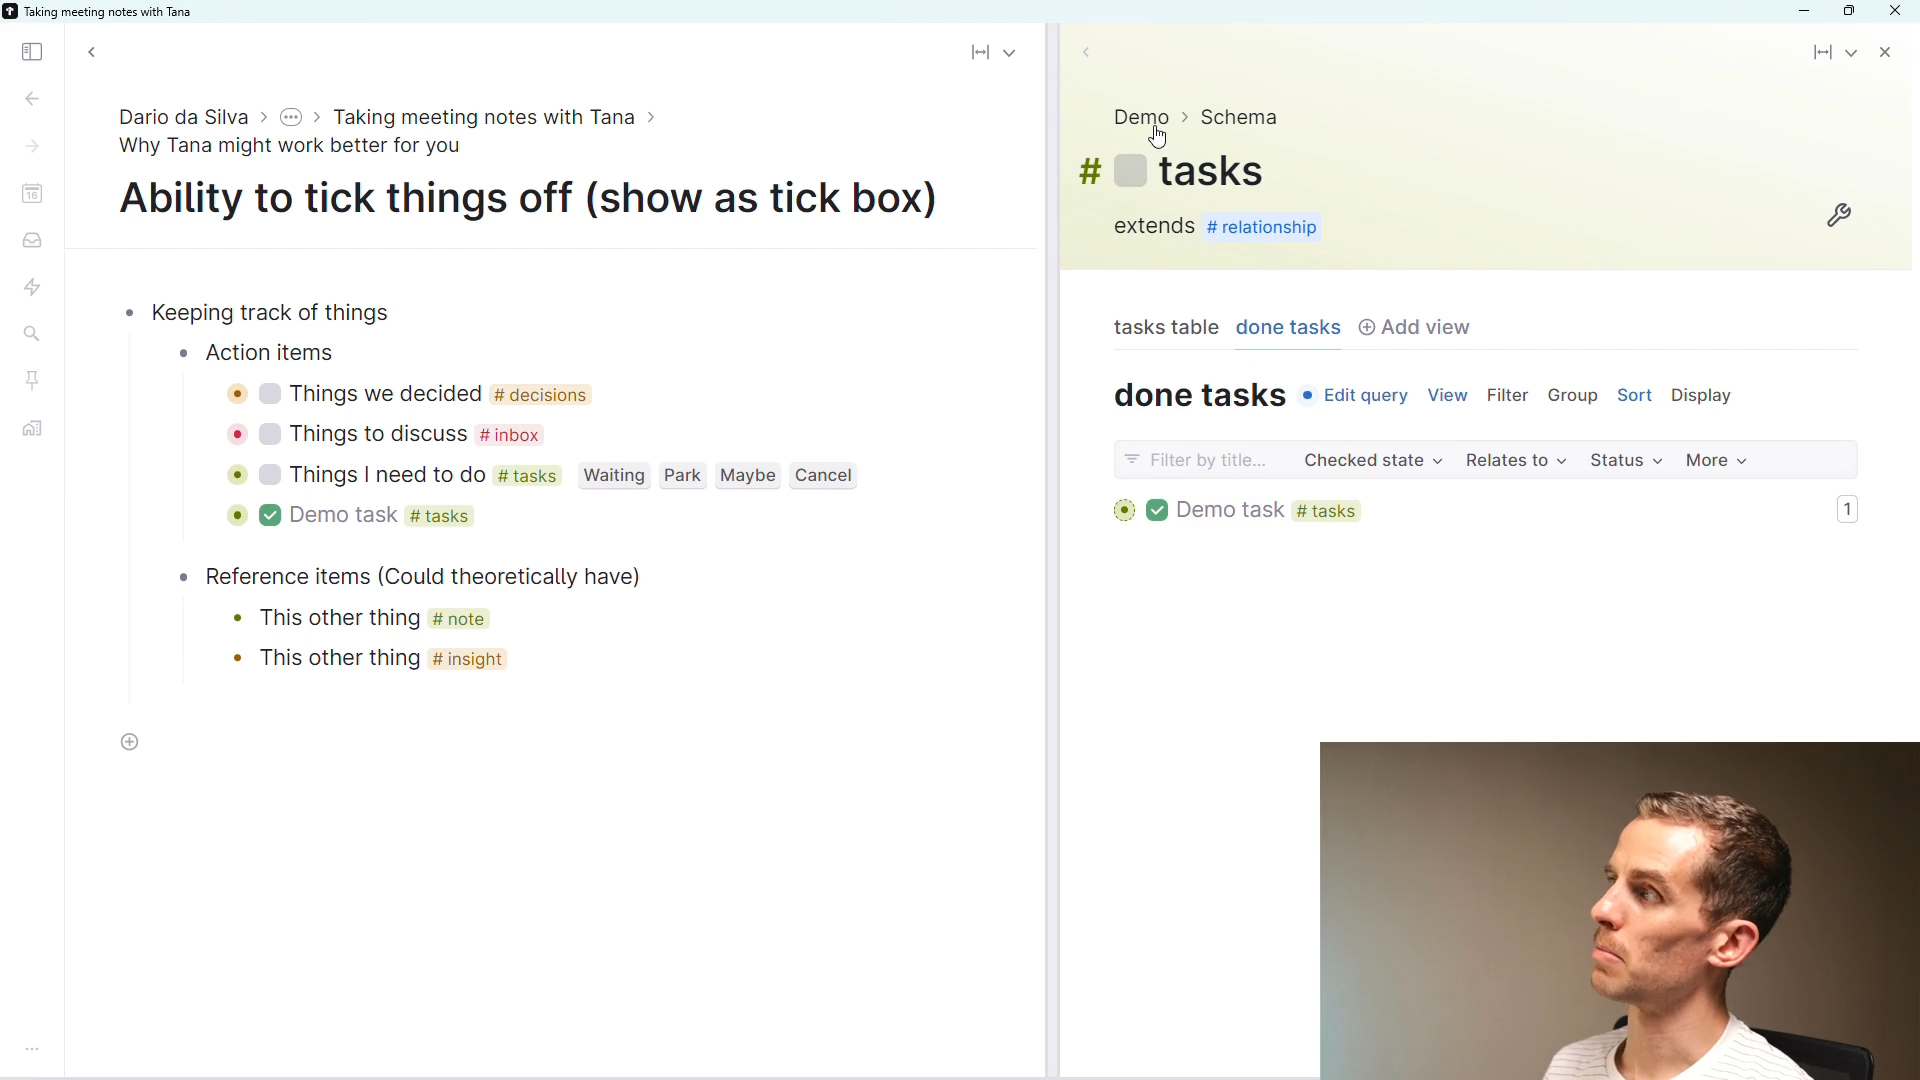 Taking meeting notes with Tana
Dario da Silva > ... > Taking meeting notes with Tana >
Why Tana might work better for you
Ability to tick things off (show as tick box)
Keeping track of things
Action items
Things we decided # decisions
Things to discuss # inbox
Things I need to do # tasks Waiting Park Maybe Cancel
Demo task # tasks
Reference items (Could theoretically have)
This other thing # note
This other thing # insight
16
Demo > Schema
# tasks
extends # relationship
tasks table done tasks Add view
done tasks Edit query View Filter Group Sort Display
Filter by title... Checked state Relates to Status More
Demo task # tasks 1